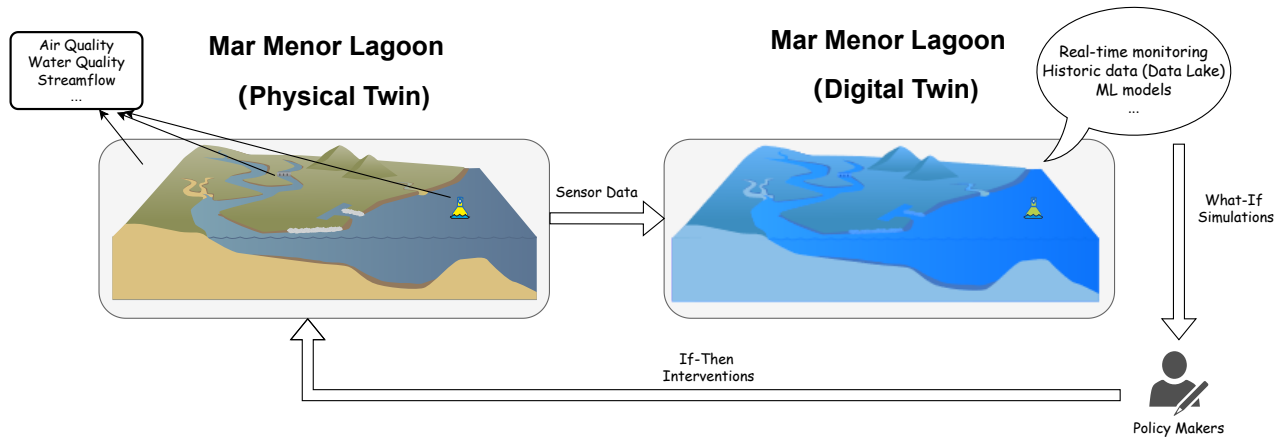 Air Quality
Water Quality
Streamflow
...
Mar Menor Lagoon
(Physical Twin)
Mar Menor Lagoon
(Digital Twin)
Real-time monitoring
Historic data (Data Lake)
ML models
...
Sensor Data
What-If
Simulations
If-Then
Interventions
Policy Makers